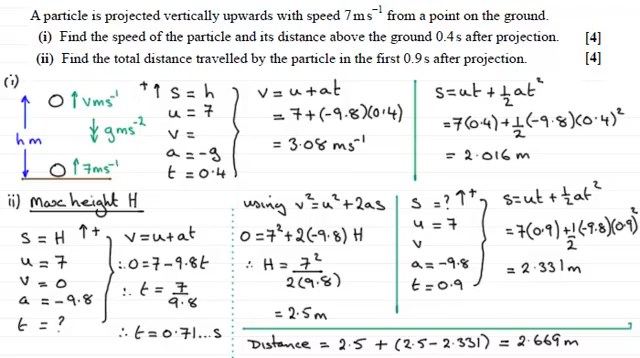 A particle is projected vertically upwards with speed 7 m s⁻¹ from a point on the ground.
(i) Find the speed of the particle and its distance above the ground 0.4 s after projection. [4]
(ii) Find the total distance travelled by the particle in the first 0.9 s after projection. [4]
(i)
↑ v ms⁻¹
↓ g ms⁻²
h m
↑ 7 ms⁻¹
+ ↑ s = h
u = 7
v =
a = -g
t = 0.4
v = u + at
= 7 + (-9.8)(0.4)
= 3.08 ms⁻¹
s = ut + 1/2 at²
= 7(0.4) + 1/2 (-9.8)(0.4)²
= 2.016 m
ii) Max height H
s = H ↑+
u = 7
v = 0
a = -9.8
t = ?
v = u + at
∴ 0 = 7 - 9.8t
∴ t = 7/9.8
∴ t = 0.71...s
using v² = u² + 2as
0 = 7² + 2(-9.8) H
∴ H = 7²/2(9.8)
= 2.5 m
s = ? ↑+
u = 7
v
a = -9.8
t = 0.9
s = ut + 1/2 at²
= 7(0.9) + 1/2 (-9.8)(0.9)²
= 2.331 m
Distance = 2.5 + (2.5 - 2.331) = 2.669 m